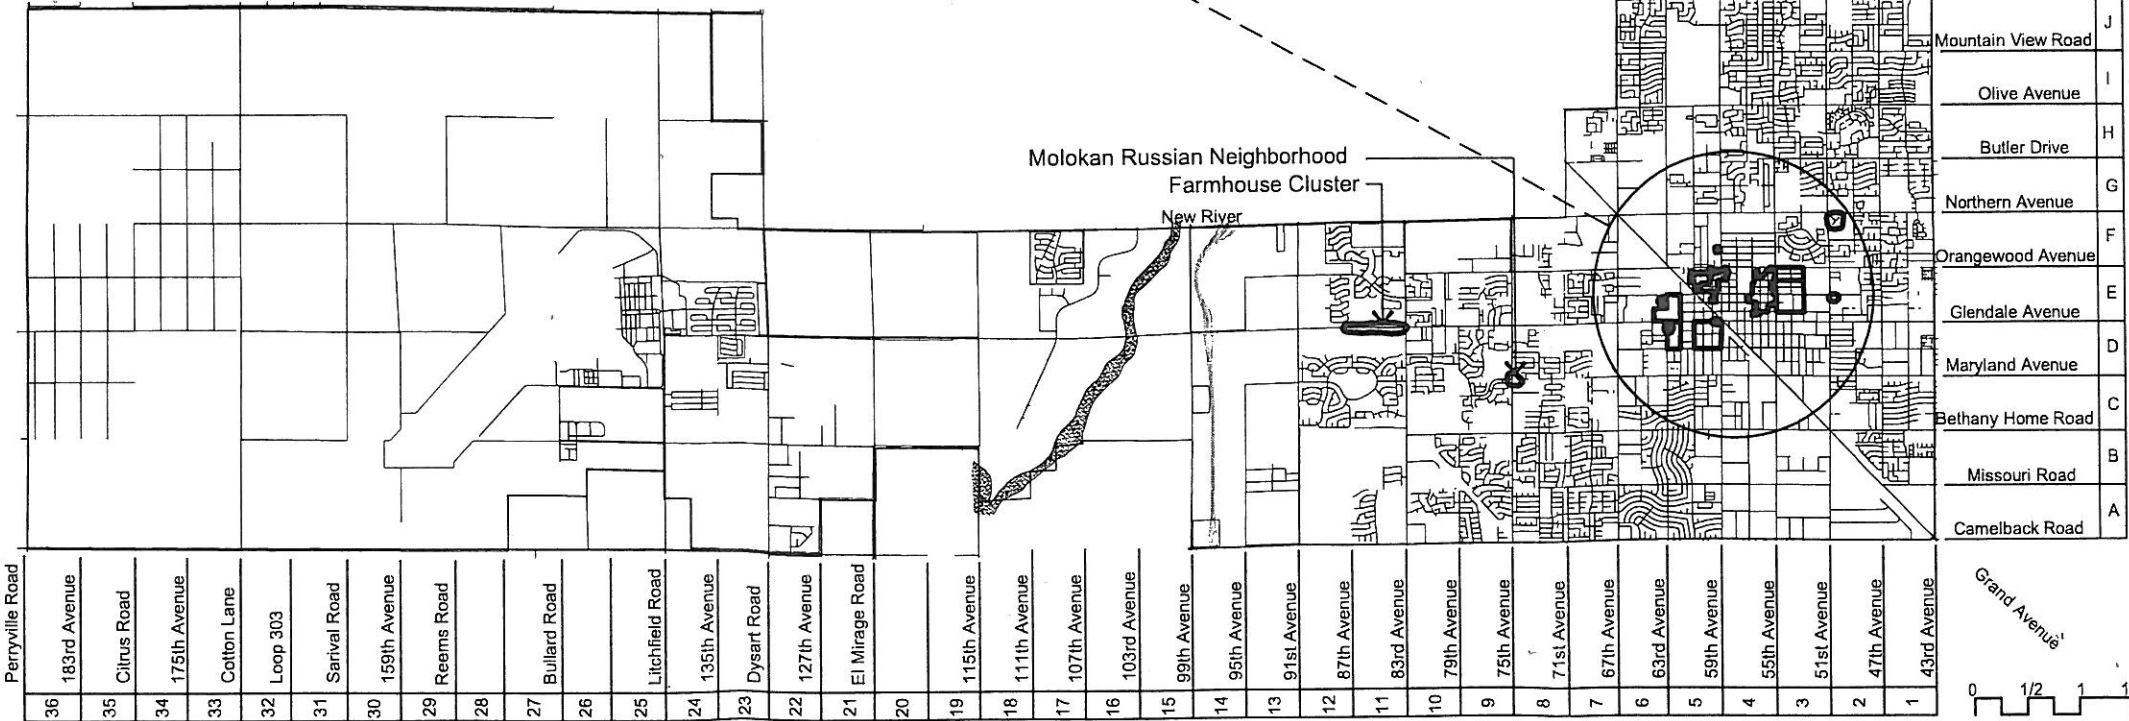 J
Mountain View Road
I
Olive Avenue
H
Butler Drive
Molokan Russian Neighborhood
Farmhouse Cluster
G
Northern Avenue
New River
F
Orangewood Avenue
E
Glendale Avenue
D
Maryland Avenue
C
Bethany Home Road
B
Missouri Road
A
Camelback Road
Perryville Road
183rd Avenue
Citrus Road
175th Avenue
Cotton Lane
Loop 303
Sarival Road
159th Avenue
Reems Road
Bullard Road
Litchfield Road
135th Avenue
Dysart Road
127th Avenue
El Mirage Road
115th Avenue
111th Avenue
107th Avenue
103rd Avenue
99th Avenue
95th Avenue
91st Avenue
87th Avenue
83rd Avenue
79th Avenue
75th Avenue
71st Avenue
67th Avenue
63rd Avenue
59th Avenue
55th Avenue
51st Avenue
47th Avenue
43rd Avenue
Grand Avenue
36 35 34 33 32 31 30 29 28 27 26 25 24 23 22 21 20 19 18 17 16 15 14 13 12 11 10 9 8 7 6 5 4 3 2 1
0 1/2 1 1